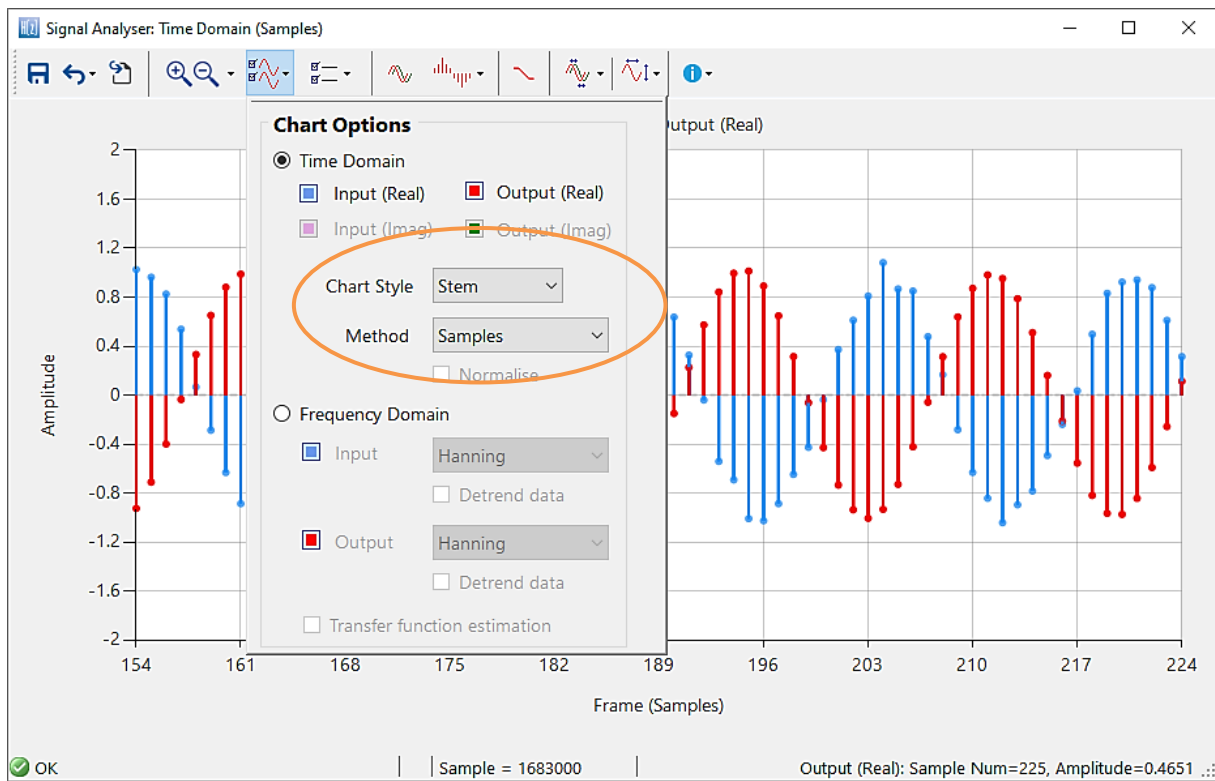 Signal Analyser: Time Domain (Samples)
Chart Options
utput (Real)
Time Domain
Input (Real)
Output (Real)
Input (Imag)
Output (Imag)
Chart Style
Stem
Method
Samples
Normalise
Frequency Domain
Input
Hanning
Detrend data
Output
Hanning
Detrend data
Transfer function estimation
Amplitude
2
1.6
1.2
0.8
0.4
0
-0.4
-0.8
-1.2
-1.6
-2
154 161 168 175 182 189 196 203 210 217 224
Frame (Samples)
OK
Sample = 1683000
Output (Real): Sample Num=225, Amplitude=0.4651